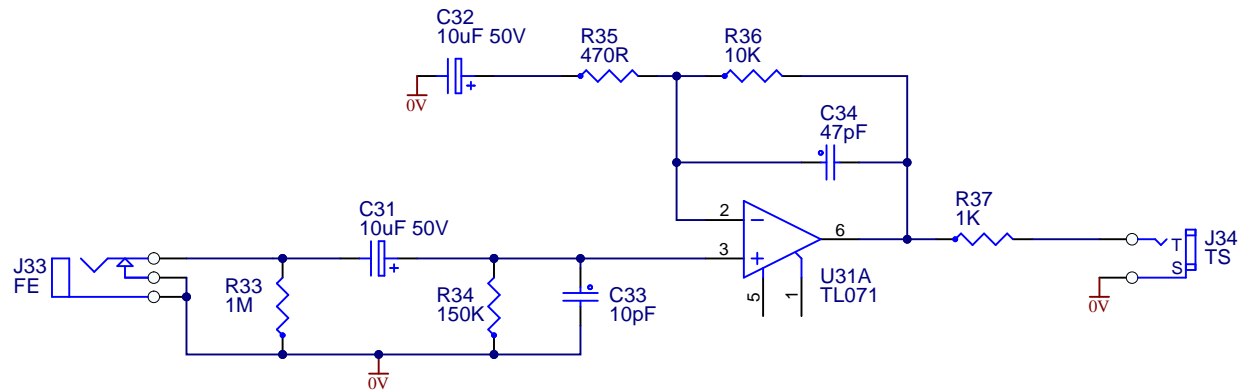 C32
10uF 50V
R35
470R
R36
10K
+
0V
C34
47pF
2
3
6
5
1
U31A
TL071
R37
1K
T
S
J34
TS
0V
C31
10uF 50V
+
J33
FE
R33
1M
R34
150K
C33
10pF
0V